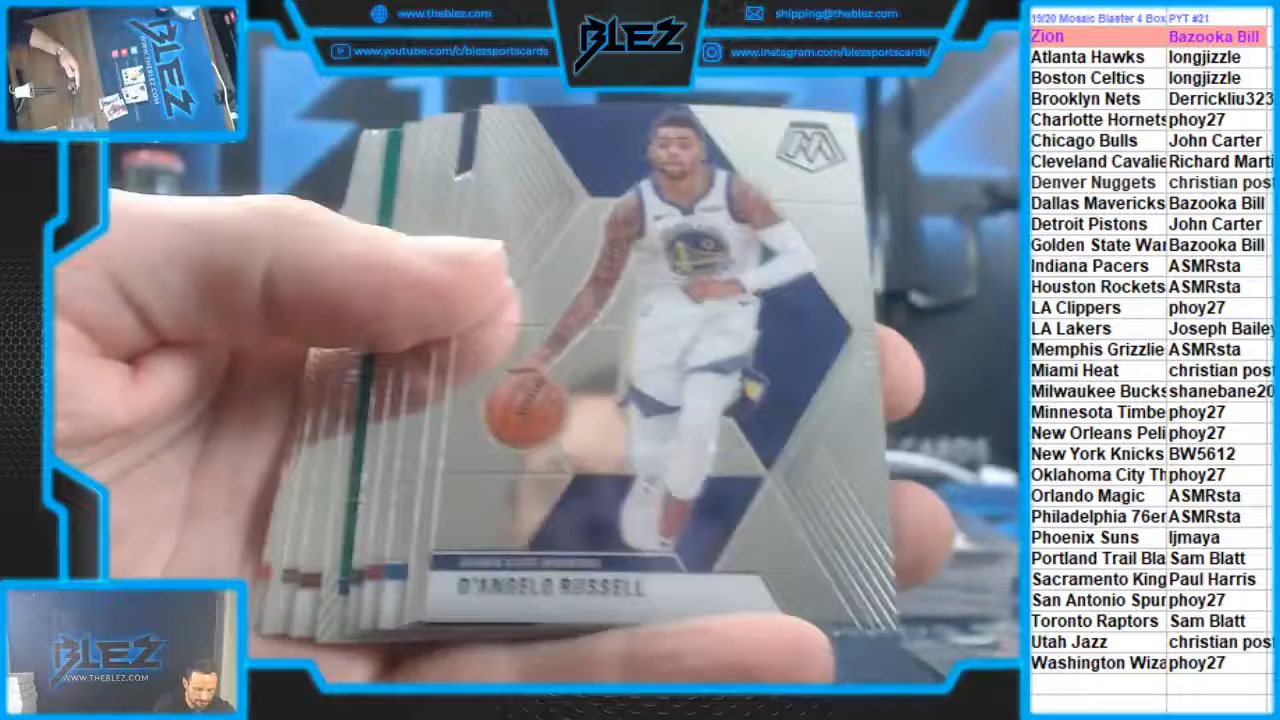 www.theblez.com
shipping@theblez.com
BLEZ
www.youtube.com/c/blezsportscards
www.instagram.com/blezsportscards/
BLEZ
WWW.THEBLEZ.COM
D'ANGELO RUSSELL
BLEZ
WWW.THEBLEZ.COM
19/20 Mosaic Blaster 4 Box PYT #21
Zion Bazooka Bill
Atlanta Hawks longjizzle
Boston Celtics longjizzle
Brooklyn Nets Derrickliu323
Charlotte Hornets phoy27
Chicago Bulls John Carter
Cleveland Cavalie Richard Marti
Denver Nuggets christian pos
Dallas Mavericks Bazooka Bill
Detroit Pistons John Carter
Golden State War Bazooka Bill
Indiana Pacers ASMRsta
Houston Rockets ASMRsta
LA Clippers phoy27
LA Lakers Joseph Bailey
Memphis Grizzlie ASMRsta
Miami Heat christian pos
Milwaukee Bucks shanebane20
Minnesota Timbe phoy27
New Orleans Peli phoy27
New York Knicks BW5612
Oklahoma City Th phoy27
Orlando Magic ASMRsta
Philadelphia 76er ASMRsta
Phoenix Suns ljmaya
Portland Trail Bla Sam Blatt
Sacramento King Paul Harris
San Antonio Spur phoy27
Toronto Raptors Sam Blatt
Utah Jazz christian pos
Washington Wiza phoy27